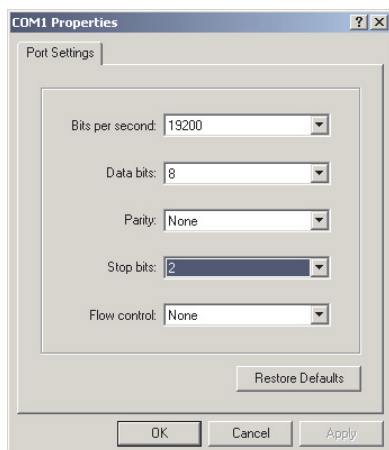 COM1 Properties
Port Settings
Bits per second: 19200
Data bits: 8
Parity: None
Stop bits: 2
Flow control: None
Restore Defaults
OK Cancel Apply